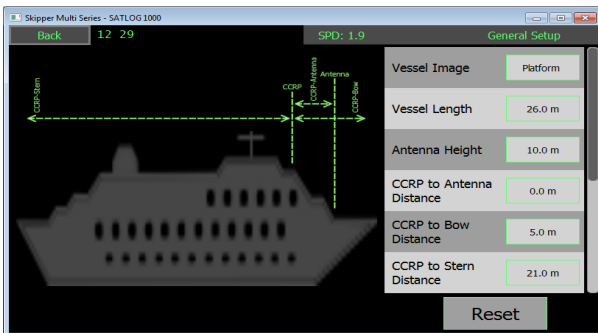 Skipper Multi Series - SATLOG1000
Back 12 29 SPD: 1.9 General Setup
CCRP-Stern
CCRP
CCRP-Antenna
Antenna
CCRP-Bow
Vessel Image Platform
Vessel Length 26.0 m
Antenna Height 10.0 m
CCRP to Antenna
Distance 0.0 m
CCRP to Bow
Distance 5.0 m
CCRP to Stern
Distance 21.0 m
Reset